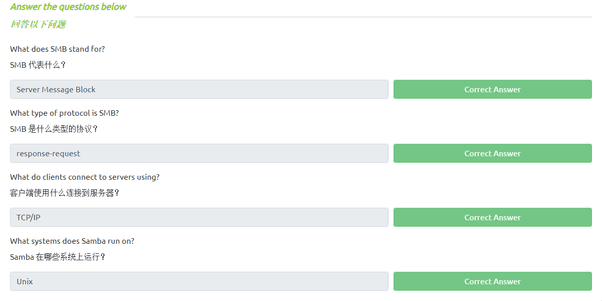 Answer the questions below
回答以下问题
What does SMB stand for?
SMB 代表什么？
Server Message Block
Correct Answer
What type of protocol is SMB?
SMB 是什么类型的协议？
response-request
Correct Answer
What do clients connect to servers using?
客户端使用什么连接到服务器？
TCP/IP
Correct Answer
What systems does Samba run on?
Samba 在哪些系统上运行？
Unix
Correct Answer